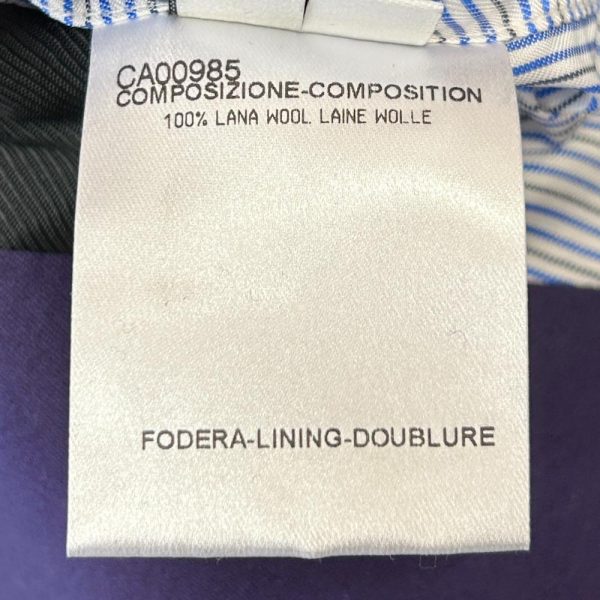 CA00985
COMPOSIZIONE-COMPOSITION
100% LANA WOOL LAINE WOLLE
FODERA-LINING-DOUBLURE